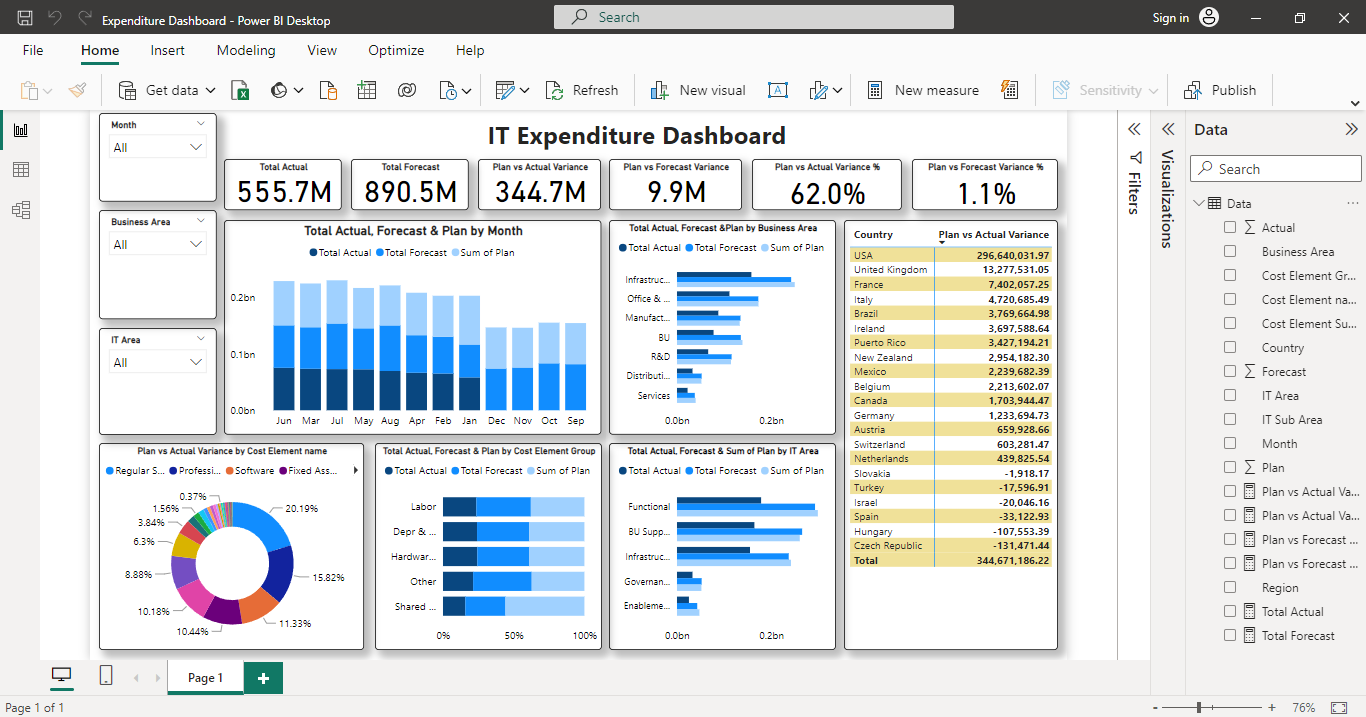 Expenditure Dashboard - Power BI Desktop
Search
Sign in
File Home Insert Modeling View Optimize Help
Get data
Refresh
New visual
A
New measure
Sensitivity
Publish
IT Expenditure Dashboard
Month
All
Business Area
All
IT Area
All
Total Actual
555.7M
Total Forecast
890.5M
Plan vs Actual Variance
344.7M
Plan vs Forecast Variance
9.9M
Plan vs Actual Variance %
62.0%
Plan vs Forecast Variance %
1.1%
Total Actual, Forecast & Plan by Month
Total Actual Total Forecast Sum of Plan
0.2bn
0.1bn
0.0bn
Jun Mar Jul May Aug Apr Feb Jan Dec Nov Oct Sep
Total Actual, Forecast &Plan by Business Area
Total Actual Total Forecast Sum of Plan
Infrastruc...
Office & ...
Manufact...
BU
R&D
Distributi...
Services
0.0bn 0.2bn
Country Plan vs Actual Variance
USA 296,640,031.97
United Kingdom 13,277,531.05
France 7,402,057.25
Italy 4,720,685.49
Brazil 3,769,664.98
Ireland 3,697,588.64
Puerto Rico 3,427,194.21
New Zealand 2,954,182.30
Mexico 2,239,682.39
Belgium 2,213,602.07
Canada 1,703,944.47
Germany 1,233,694.73
Austria 659,928.66
Switzerland 603,281.47
Netherlands 439,825.54
Slovakia -1,918.17
Turkey -17,596.91
Israel -20,046.16
Spain -33,122.93
Hungary -107,553.39
Czech Republic -131,471.44
Total 344,671,186.22
Plan vs Actual Variance by Cost Element name
Regular S... Professi... Software Fixed Ass...
0.37%
1.56%
3.84%
6.3%
8.88%
10.18%
10.44%
11.33%
15.82%
20.19%
Total Actual, Forecast & Plan by Cost Element Group
Total Actual Total Forecast Sum of Plan
Labor
Depr & ...
Hardwar...
Other
Shared ...
0% 50% 100%
Total Actual, Forecast & Sum of Plan by IT Area
Total Actual Total Forecast Sum of Plan
Functional
BU Supp...
Infrastruc...
Governan...
Enableme...
0.0bn 0.2bn
Filters
Visualizations
Data
Search
Data
Actual
Business Area
Cost Element Gr...
Cost Element na...
Cost Element Su...
Country
Forecast
IT Area
IT Sub Area
Month
Plan
Plan vs Actual Va...
Plan vs Actual Va...
Plan vs Forecast ...
Plan vs Forecast ...
Region
Total Actual
Total Forecast
Page 1
Page 1 of 1
76%